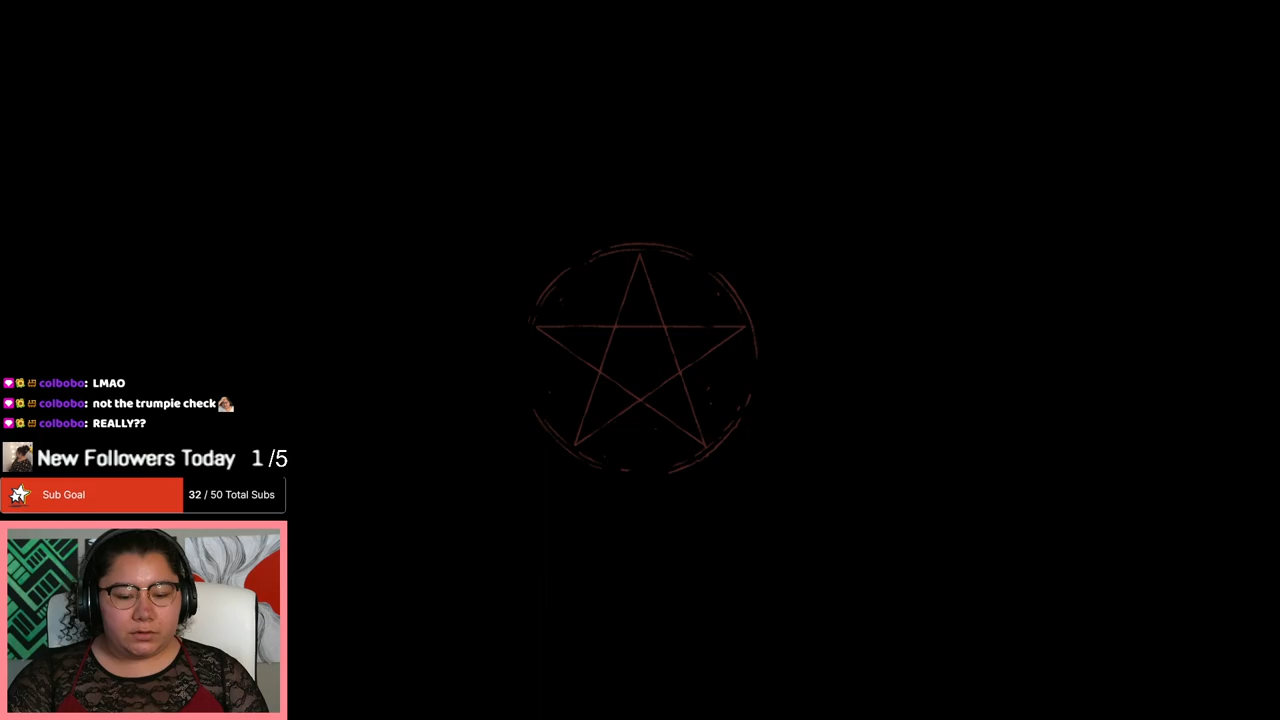 colbobo: LMAO
colbobo: not the trumpie check
colbobo: REALLY??
New Followers Today 1 /5
Sub Goal 32 / 50 Total Subs